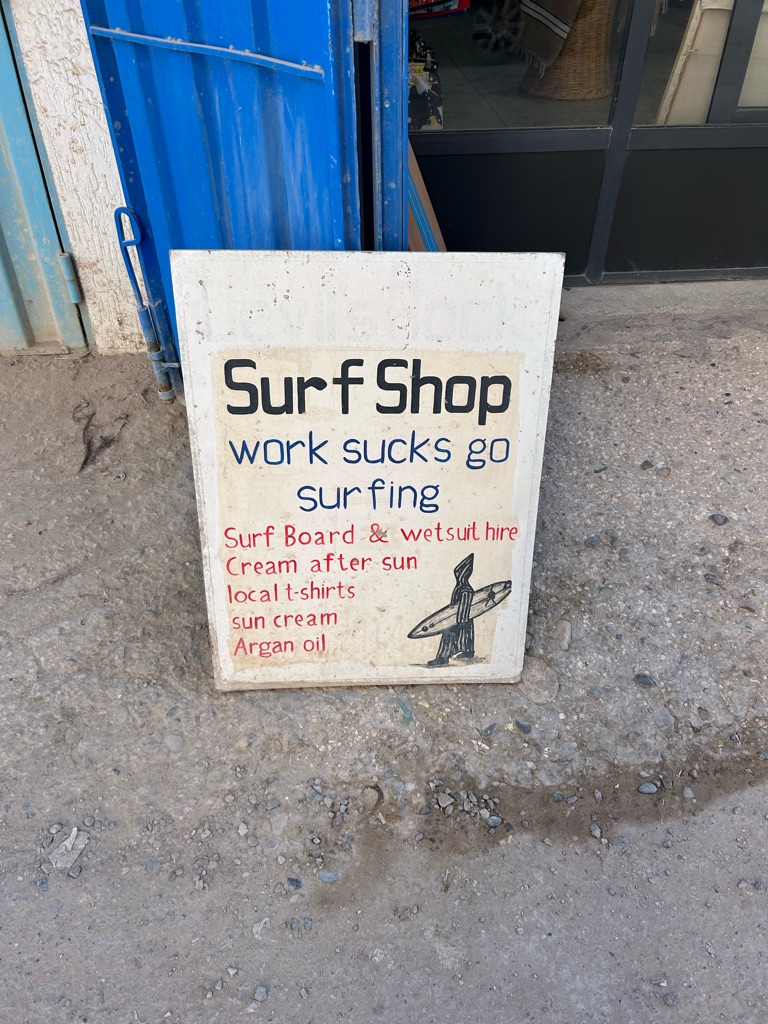 Surf Shop
work sucks go
surfing
Surf Board & wetsuit hire
Cream after sun
local t-shirts
sun cream
Argan oil